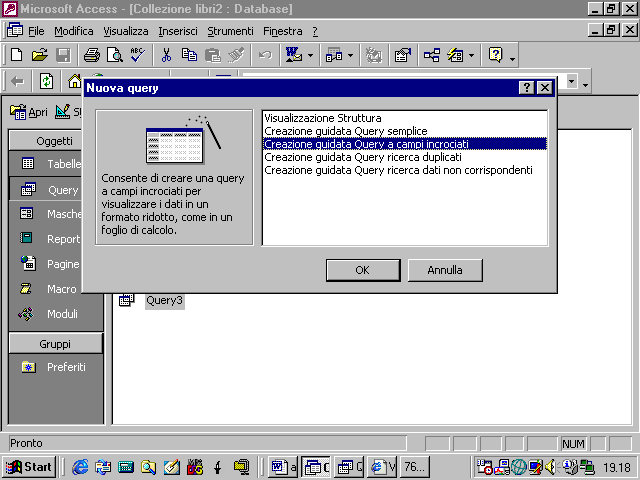 Microsoft Access - [Collezione libri2 : Database]
File Modifica Visualizza Inserisci Strumenti Finestra ?
Nuova query
Apri
Oggetti
Tabelle
Query
Masche
Report
Pagine
Macro
Moduli
Gruppi
Preferiti
Consente di creare una query
a campi incrociati per
visualizzare i dati in un
formato ridotto, come in un
foglio di calcolo.
Visualizzazione Struttura
Creazione guidata Query semplice
Creazione guidata Query a campi incrociati
Creazione guidata Query ricerca duplicati
Creazione guidata Query ricerca dati non corrispondenti
OK Annulla
Query3
Pronto NUM
Start a C Q V 76... 19.18